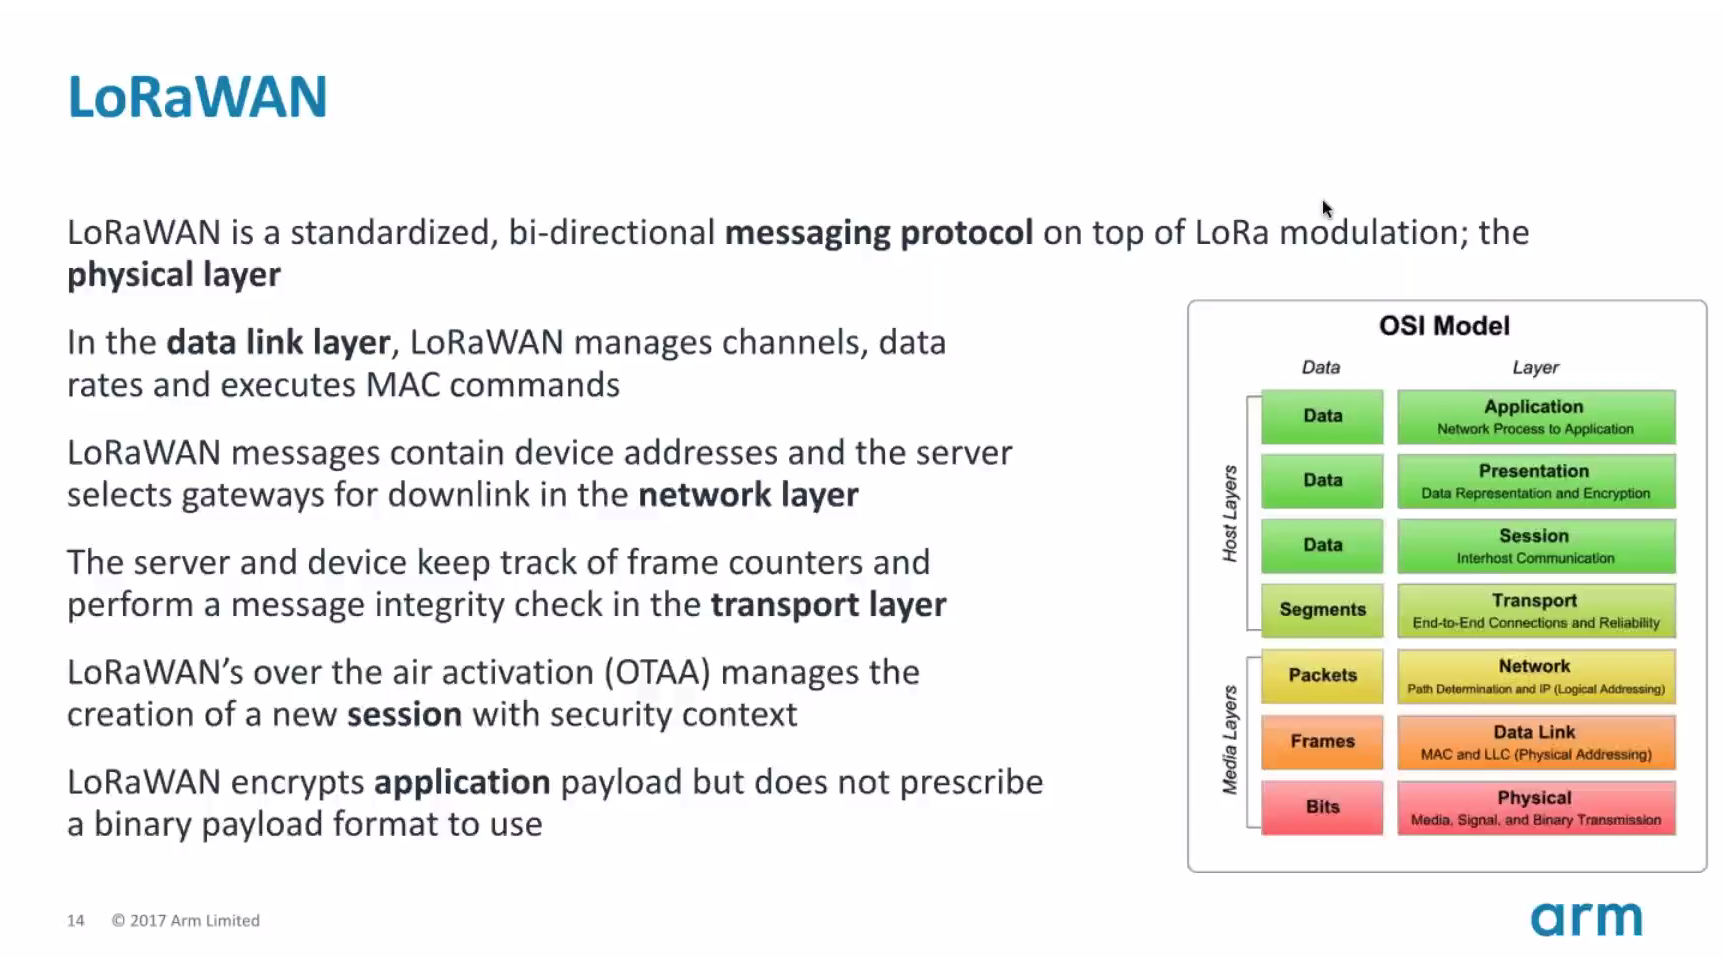 LoRaWAN
LoRaWAN is a standardized, bi-directional messaging protocol on top of LoRa modulation; the
physical layer
In the data link layer, LoRaWAN manages channels, data
rates and executes MAC commands
LoRaWAN messages contain device addresses and the server
selects gateways for downlink in the network layer
The server and device keep track of frame counters and
perform a message integrity check in the transport layer
LoRaWAN’s over the air activation (OTAA) manages the
creation of a new session with security context
LoRaWAN encrypts application payload but does not prescribe
a binary payload format to use
OSI Model
Data Layer
Host Layers
Data Application
Network Process to Application
Data Presentation
Data Representation and Encryption
Data Session
Interhost Communication
Segments Transport
End-to-End Connections and Reliability
Media Layers
Packets Network
Path Determination and IP (Logical Addressing)
Frames Data Link
MAC and LLC (Physical Addressing)
Bits Physical
Media, Signal, and Binary Transmission
14 © 2017 Arm Limited
arm